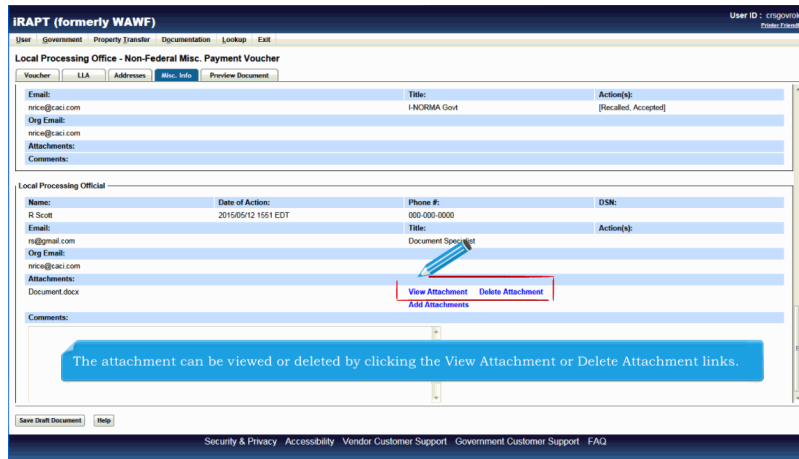 iRAPT (formerly WAWF)
User ID : crsgovrol
Printer Friendl
User Government Property Transfer Documentation Lookup Exit
Local Processing Office - Non-Federal Misc. Payment Voucher
Voucher LLA Addresses Misc. Info Preview Document
Email: Title: Action(s):
nrice@caci.com I-NORMA Govt [Recalled, Accepted]
Org Email:
nrice@caci.com
Attachments:
Comments:
Local Processing Official
Name: Date of Action: Phone #: DSN:
R Scott 2015/05/12 1551 EDT 000-000-0000
Email: Title: Action(s):
rs@gmail.com Document Specialist
Org Email:
nrice@caci.com
Attachments:
Document.docx View Attachment Delete Attachment
Add Attachments
Comments:
The attachment can be viewed or deleted by clicking the View Attachment or Delete Attachment links.
Save Draft Document Help
Security & Privacy Accessibility Vendor Customer Support Government Customer Support FAQ